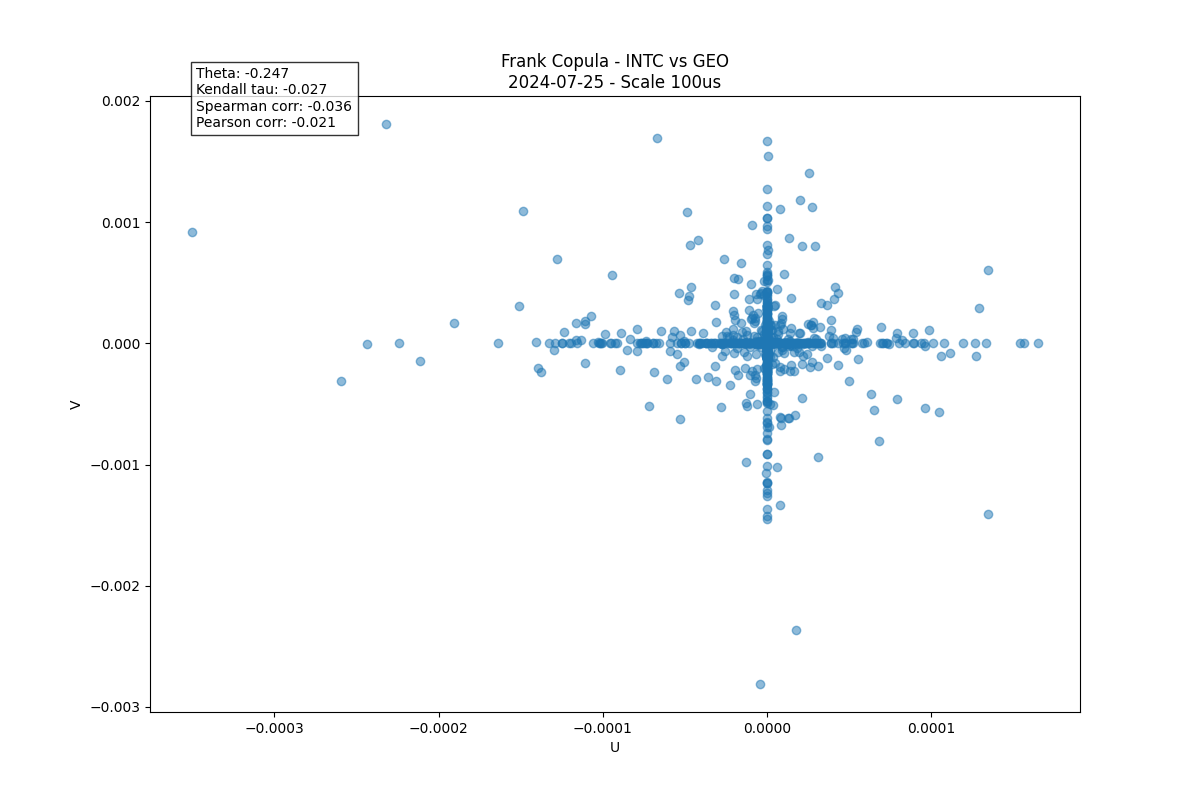 Frank Copula - INTC vs GEO
2024-07-25 - Scale 100us
Theta: -0.247
Kendall tau: -0.027
Spearman corr: -0.036
Pearson corr: -0.021
0.002
0.001
0.000
−0.001
−0.002
−0.003
V
−0.0003
−0.0002
−0.0001
0.0000
0.0001
U